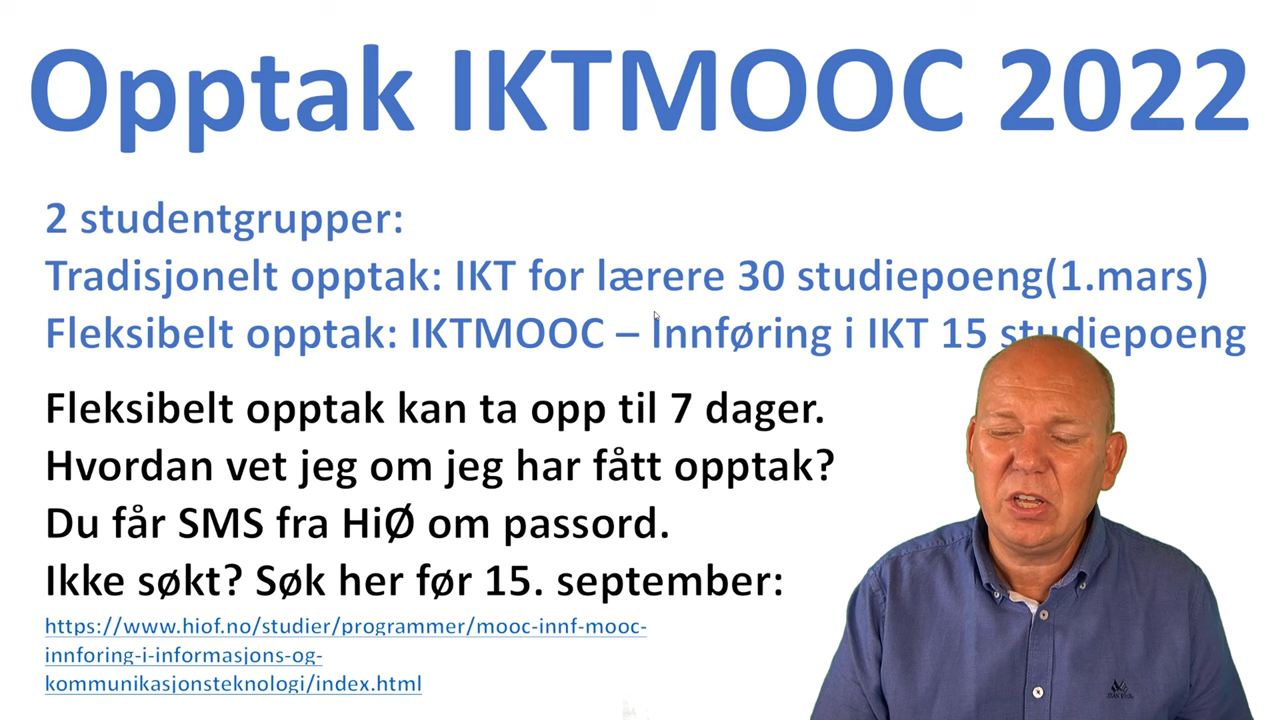 Opptak IKTMOOC 2022
2 studentgrupper:
Tradisjonelt opptak: IKT for lærere 30 studiepoeng(1.mars)
Fleksibelt opptak: IKTMOOC – Innføring i IKT 15 studiepoeng
Fleksibelt opptak kan ta opp til 7 dager.
Hvordan vet jeg om jeg har fått opptak?
Du får SMS fra HiØ om passord.
Ikke søkt? Søk her før 15. september:
https://www.hiof.no/studier/programmer/mooc-innf-mooc-
innforing-i-informasjons-og-
kommunikasjonsteknologi/index.html